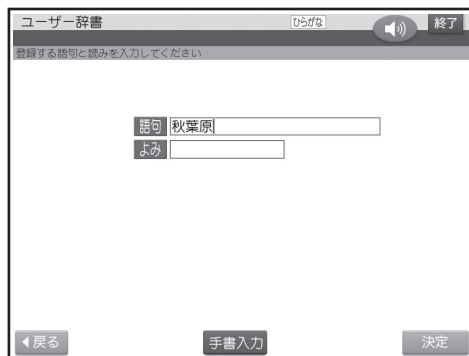 ユーザー辞書 ひらがな 終了
登録する語句と読みを入力してください
語句 秋葉原
よみ
戻る 手書入力 決定